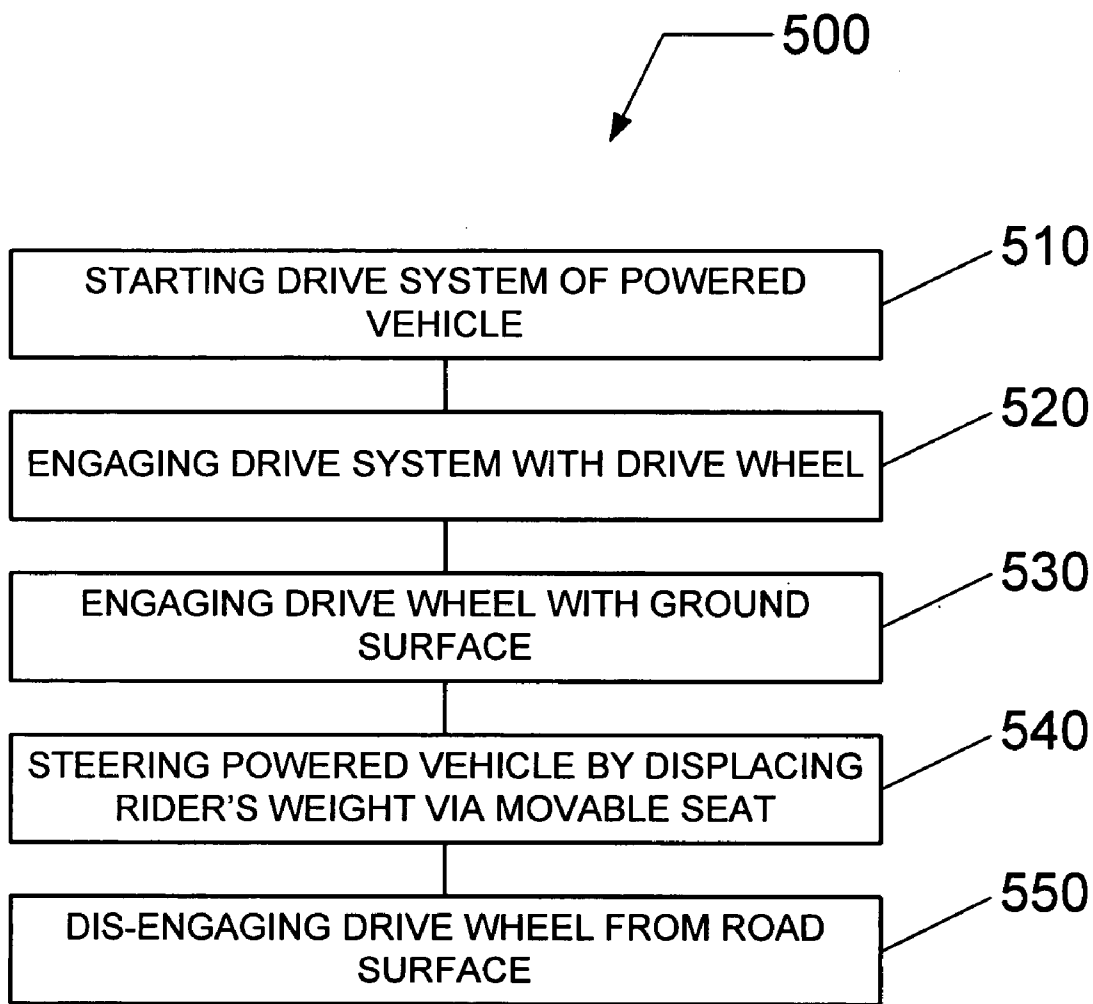 500
510
STARTING DRIVE SYSTEM OF POWERED
VEHICLE
520
ENGAGING DRIVE SYSTEM WITH DRIVE WHEEL
530
ENGAGING DRIVE WHEEL WITH GROUND
SURFACE
540
STEERING POWERED VEHICLE BY DISPLACING
RIDER'S WEIGHT VIA MOVABLE SEAT
550
DIS-ENGAGING DRIVE WHEEL FROM ROAD
SURFACE